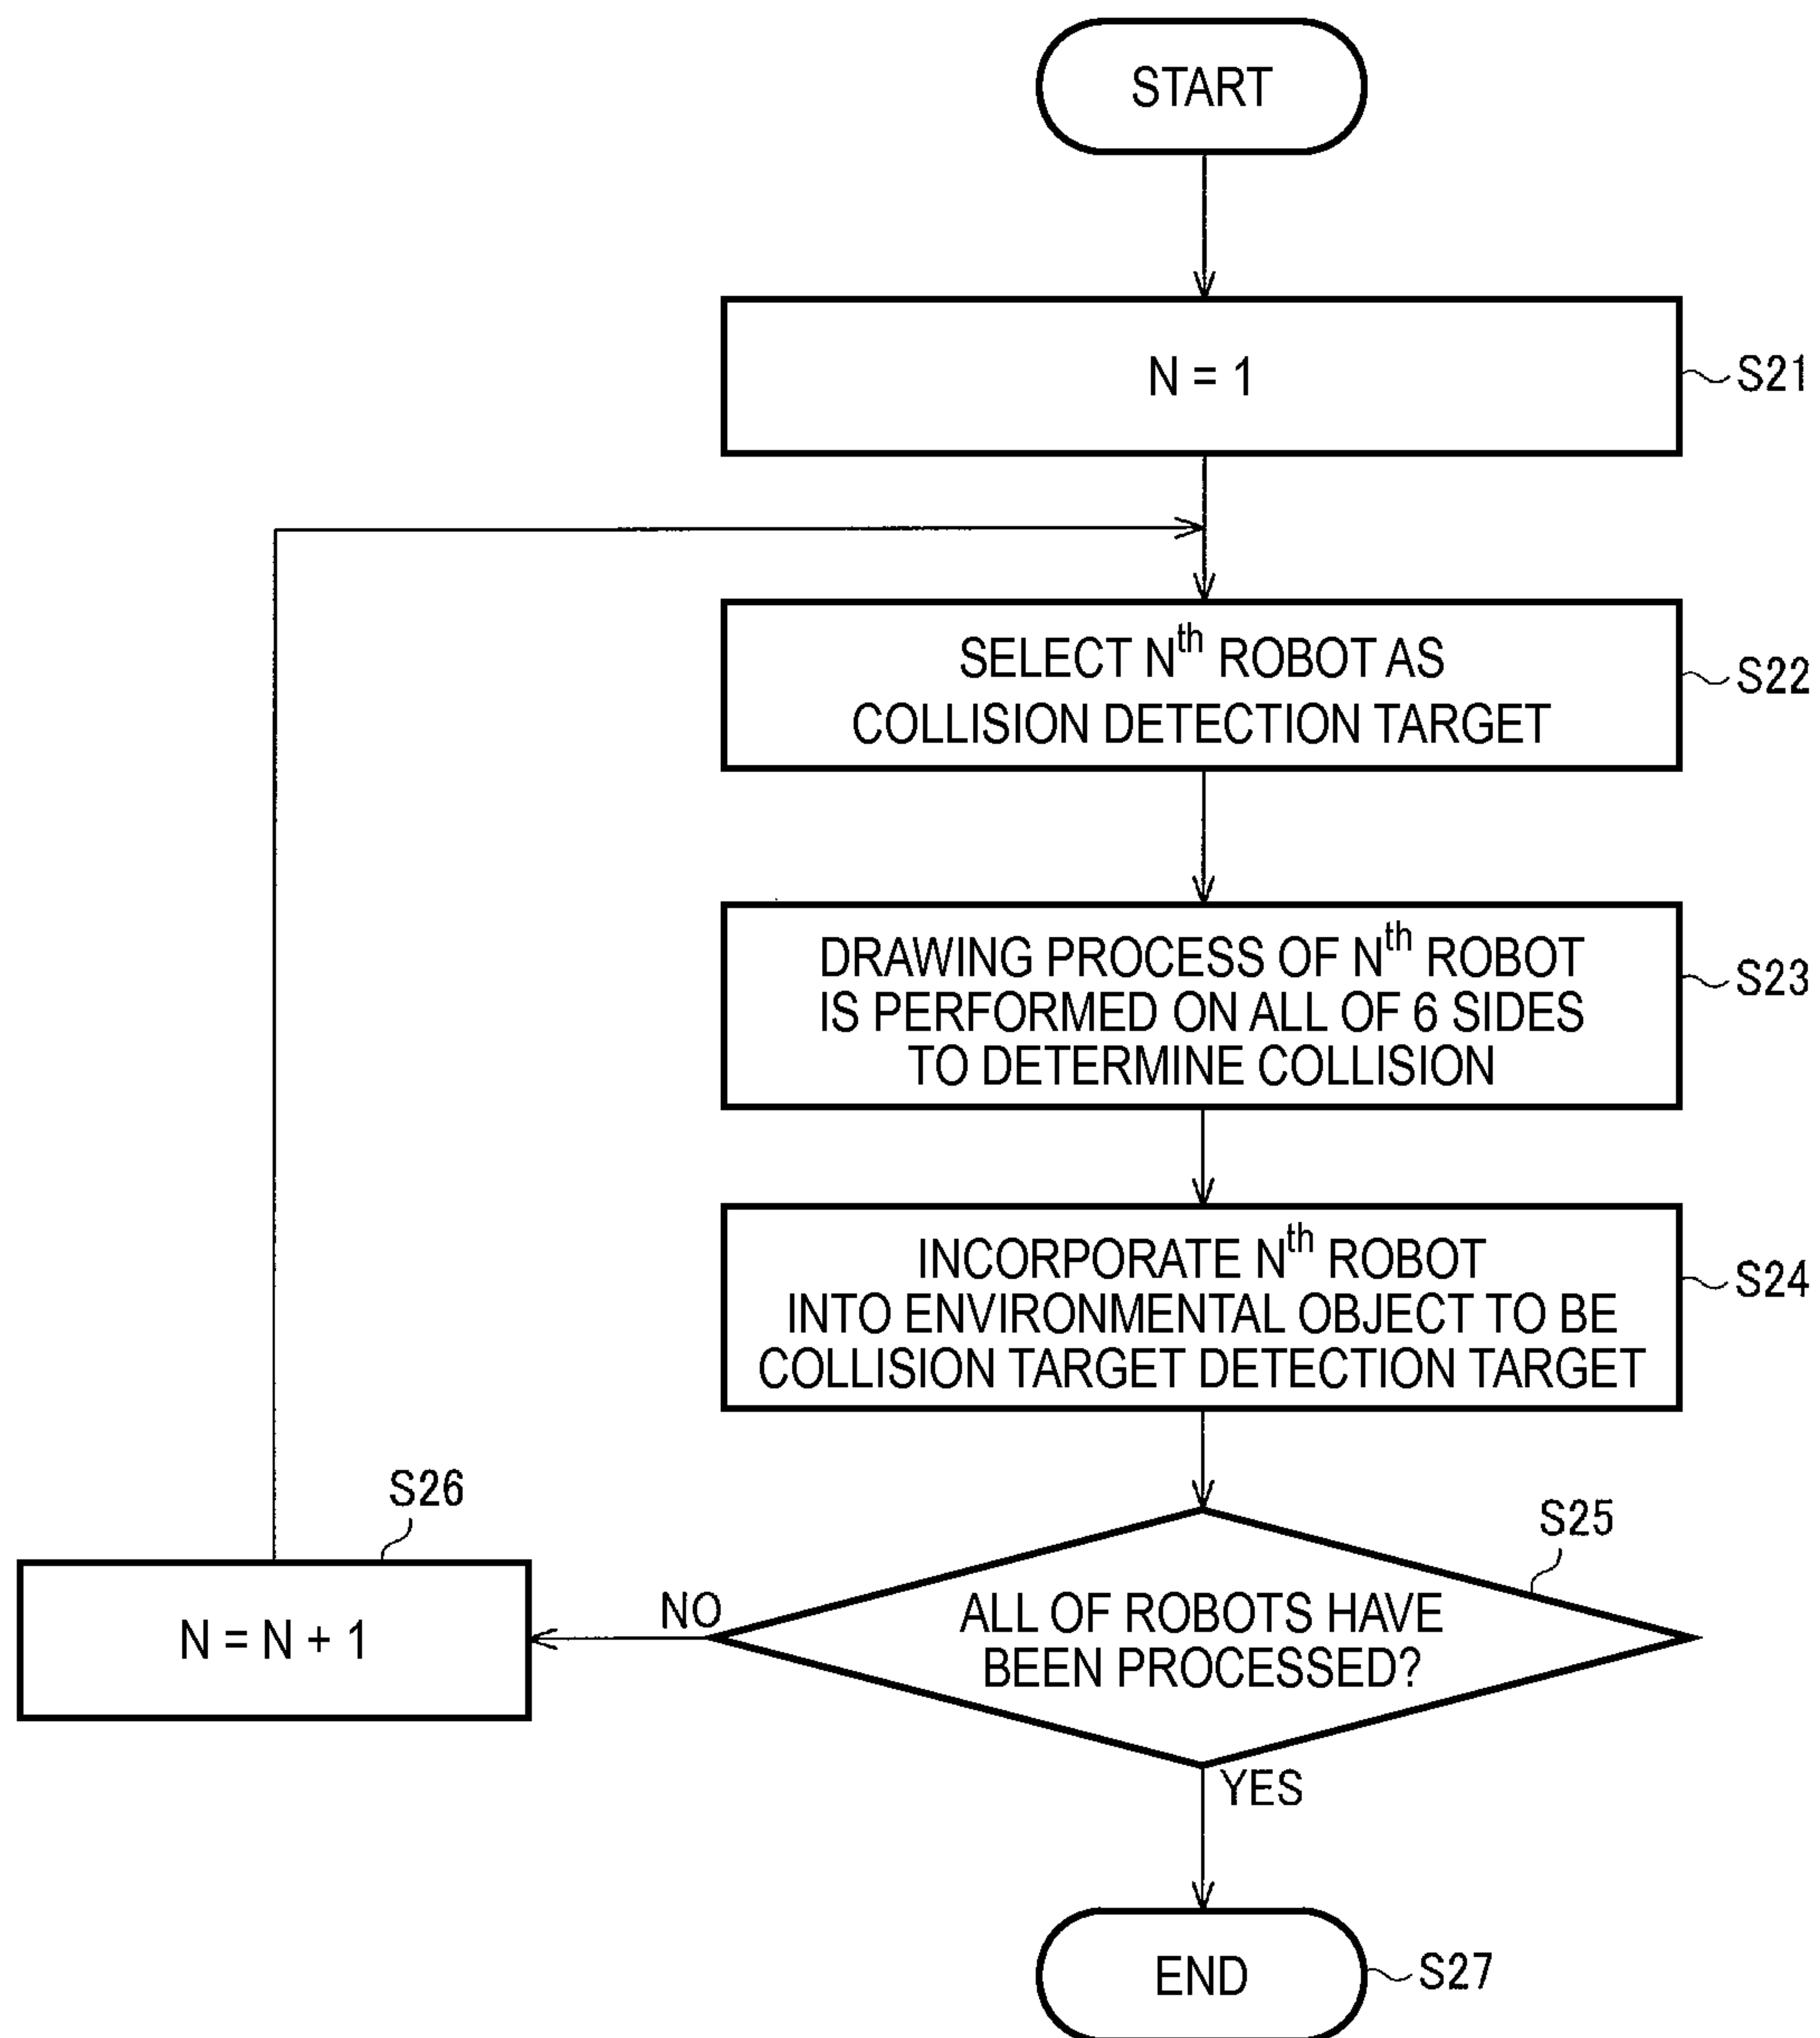 START
N = 1
S21
SELECT Nth ROBOT AS
COLLISION DETECTION TARGET
S22
DRAWING PROCESS OF Nth ROBOT
IS PERFORMED ON ALL OF 6 SIDES
TO DETERMINE COLLISION
S23
INCORPORATE Nth ROBOT
INTO ENVIRONMENTAL OBJECT TO BE
COLLISION TARGET DETECTION TARGET
S24
S25
ALL OF ROBOTS HAVE
BEEN PROCESSED?
NO
S26
N = N + 1
YES
END
S27